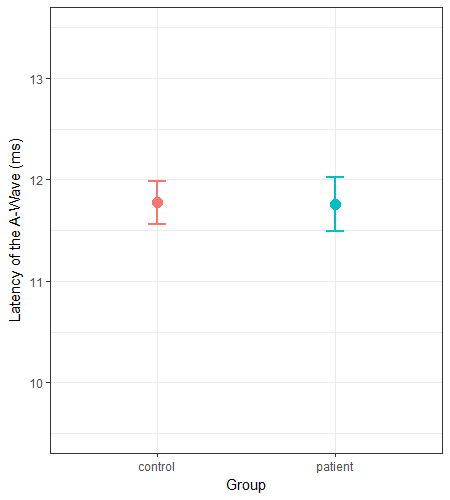 Latency of the A-Wave (ms)
13
12
11
10
control patient
Group